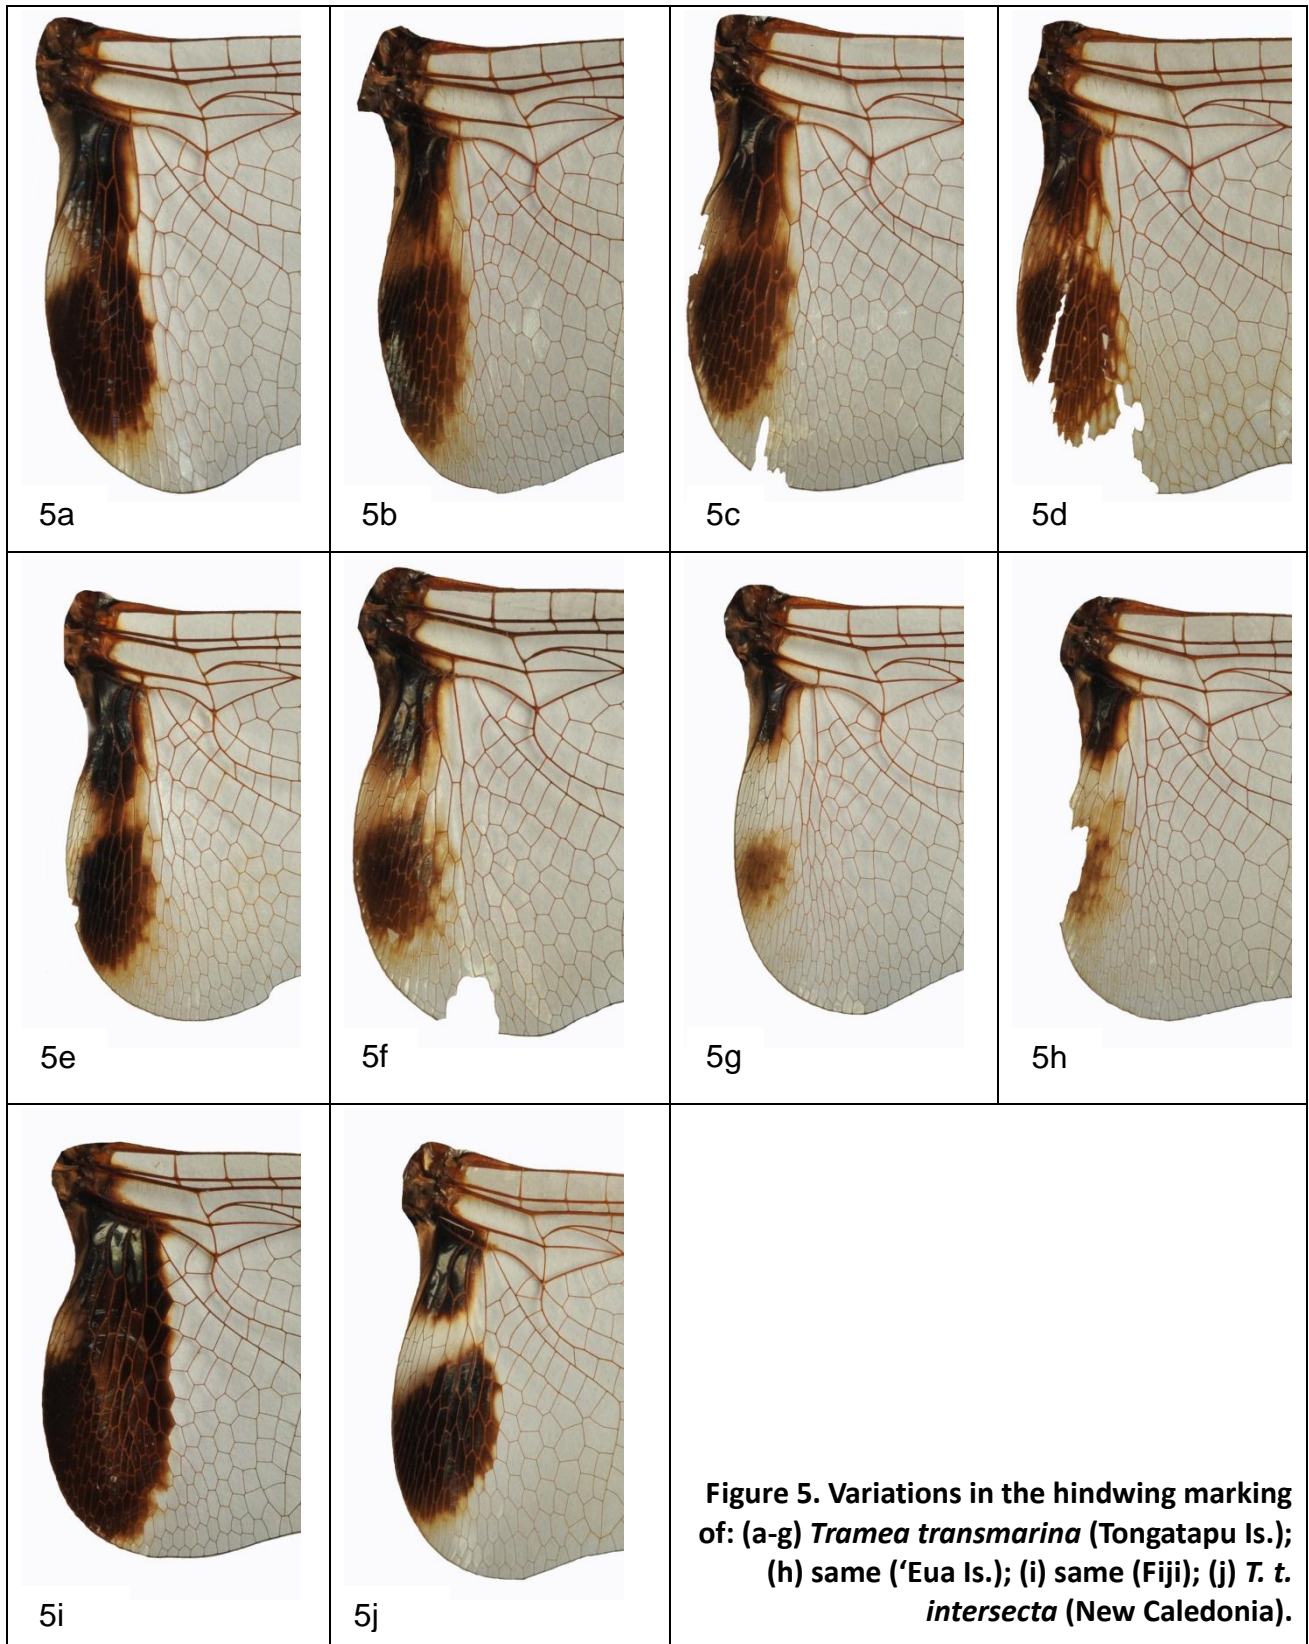 5a
5b
5c
5d
5e
5f
5g
5h
5i
5j
Figure 5. Variations in the hindwing marking
of: (a-g) Tramea transmarina (Tongatapu Is.);
(h) same (‘Eua Is.); (i) same (Fiji); (j) T. t.
intersecta (New Caledonia).